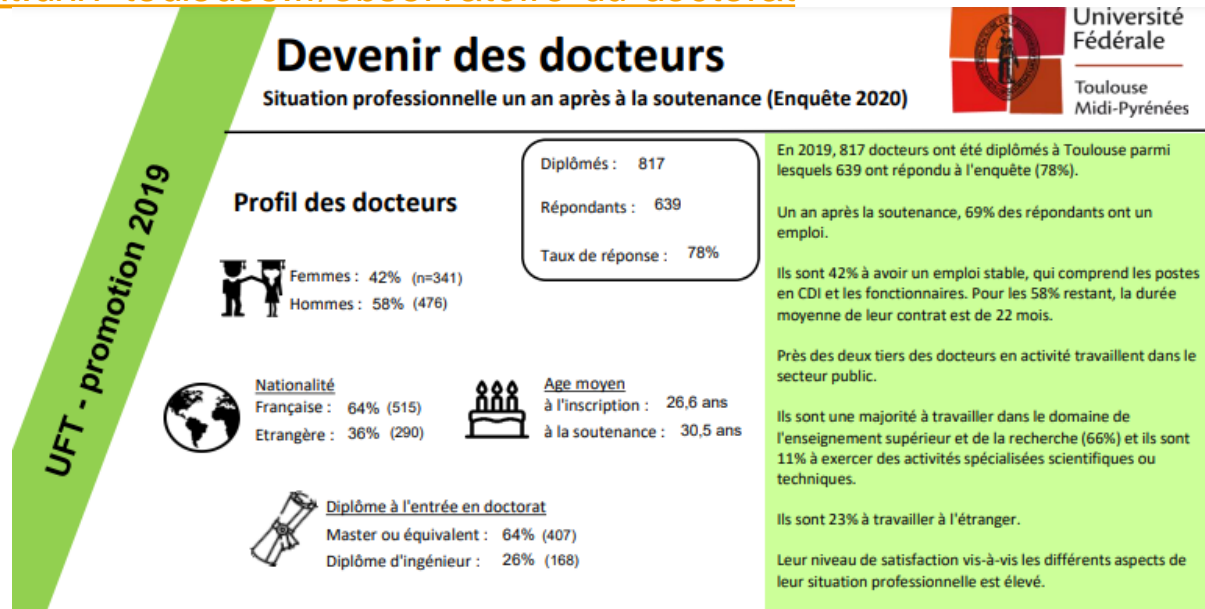 Devenir des docteurs
Situation professionnelle un an après à la soutenance (Enquête 2020)
Université
Fédérale
Toulouse
Midi-Pyrénées
UFT - promotion 2019
Profil des docteurs
Diplômés : 817
Répondants : 639
Taux de réponse : 78%
Femmes : 42% (n=341)
Hommes : 58% (476)
Nationalité
Française : 64% (515)
Etrangère : 36% (290)
Age moyen
à l'inscription : 26,6 ans
à la soutenance : 30,5 ans
Diplôme à l'entrée en doctorat
Master ou équivalent : 64% (407)
Diplôme d'ingénieur : 26% (168)
En 2019, 817 docteurs ont été diplômés à Toulouse parmi
lesquels 639 ont répondu à l'enquête (78%).
Un an après la soutenance, 69% des répondants ont un
emploi.
Ils sont 42% à avoir un emploi stable, qui comprend les postes
en CDI et les fonctionnaires. Pour les 58% restant, la durée
moyenne de leur contrat est de 22 mois.
Près des deux tiers des docteurs en activité travaillent dans le
secteur public.
Ils sont une majorité à travailler dans le domaine de
l'enseignement supérieur et de la recherche (66%) et ils sont
11% à exercer des activités spécialisées scientifiques ou
techniques.
Ils sont 23% à travailler à l'étranger.
Leur niveau de satisfaction vis-à-vis les différents aspects de
leur situation professionnelle est élevé.